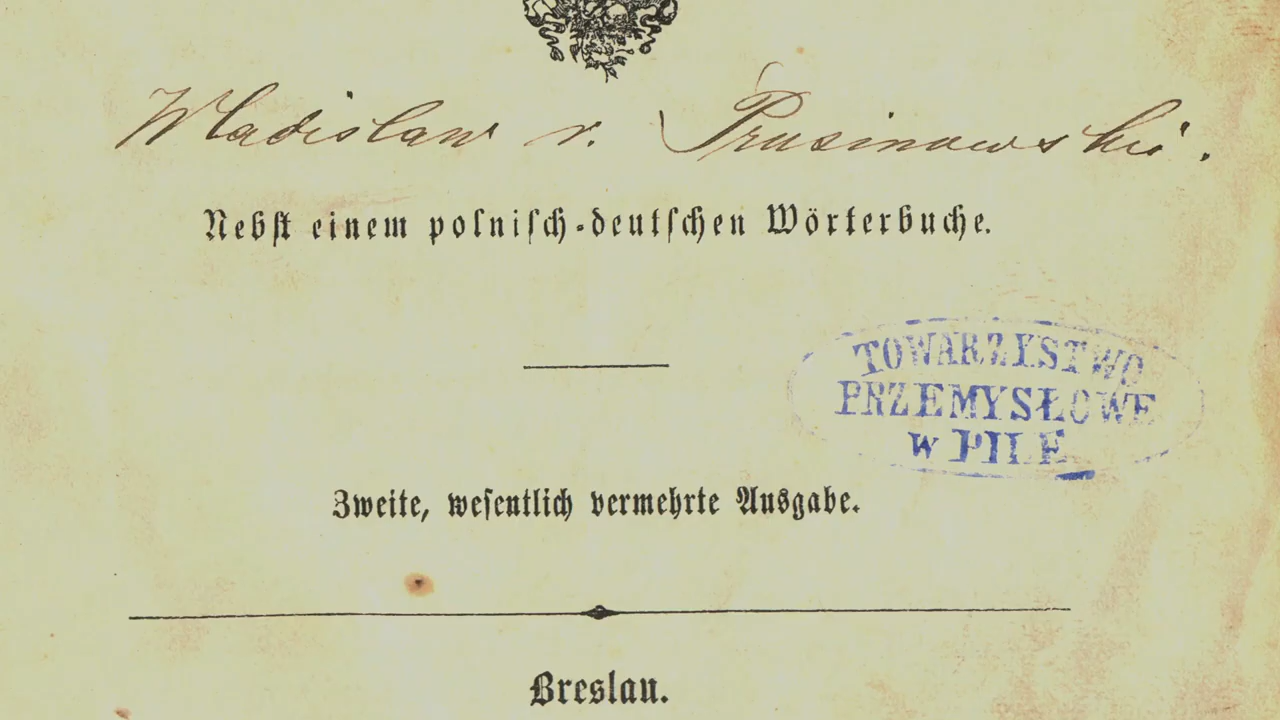 Wladislaw v. Prusinowski.
Nebſt einem polniſch-deutſchen Wörterbuche.
TOWARZYSTWO
PRZEMYSŁOWE
W PILE
Zweite, weſentlich vermehrte Ausgabe.
Breslau.